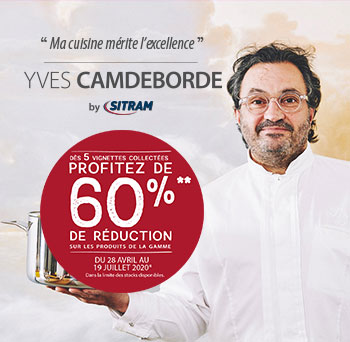 “ Ma cuisine mérite l'excellence ”
YVES CAMDEBORDE
by SITRAM
DÈS 5 VIGNETTES COLLECTÉES
PROFITEZ DE
60%**
DE RÉDUCTION
SUR LES PRODUITS DE LA GAMME
DU 28 AVRIL AU
19 JUILLET 2020*
Dans la limite des stocks disponibles.